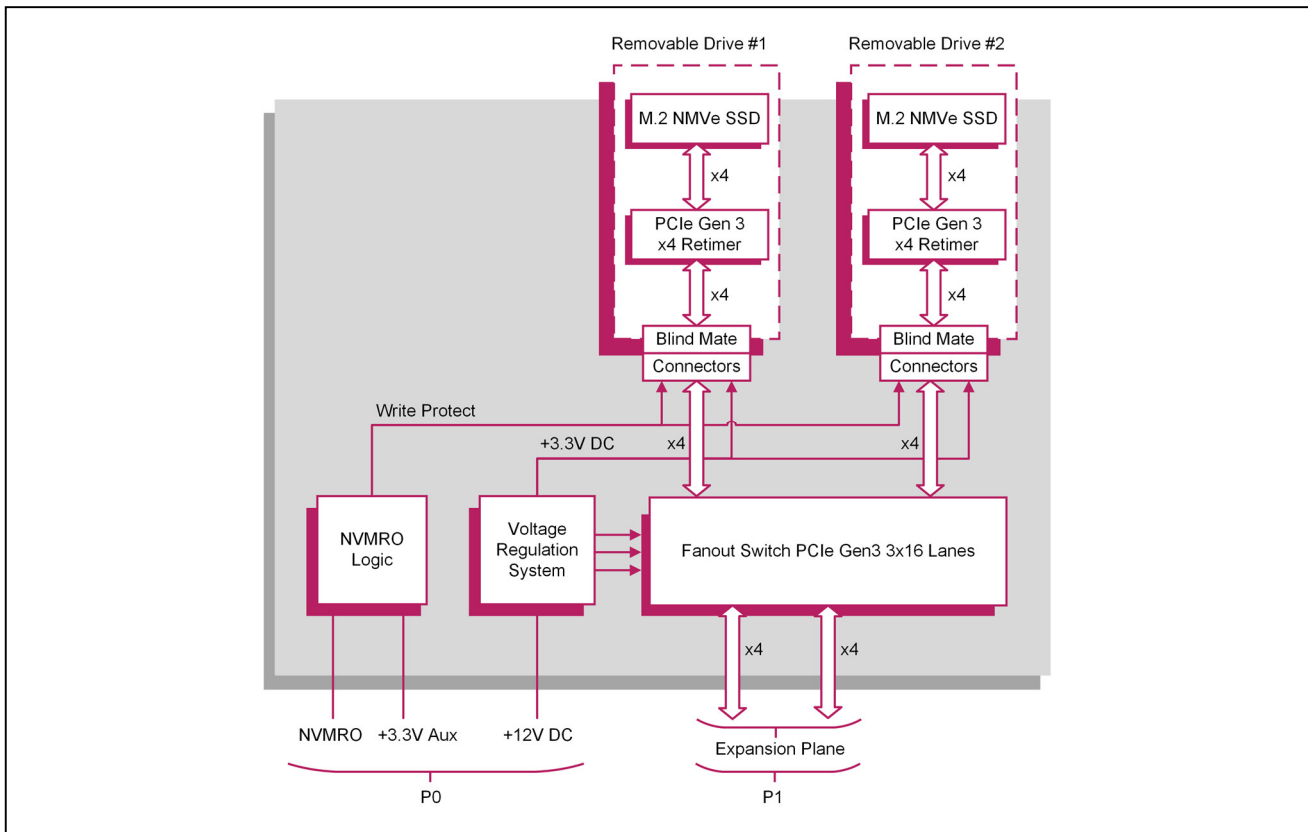 Removable Drive #1
Removable Drive #2
M.2 NMVe SSD
M.2 NMVe SSD
x4
x4
PCIe Gen 3
x4 Retimer
PCIe Gen 3
x4 Retimer
x4
x4
Blind Mate
Connectors
Blind Mate
Connectors
Write Protect
+3.3V DC
x4
x4
NVMRO
Logic
Voltage
Regulation
System
Fanout Switch PCIe Gen3 3x16 Lanes
x4
x4
NVMRO
+3.3V Aux
+12V DC
Expansion Plane
P0
P1